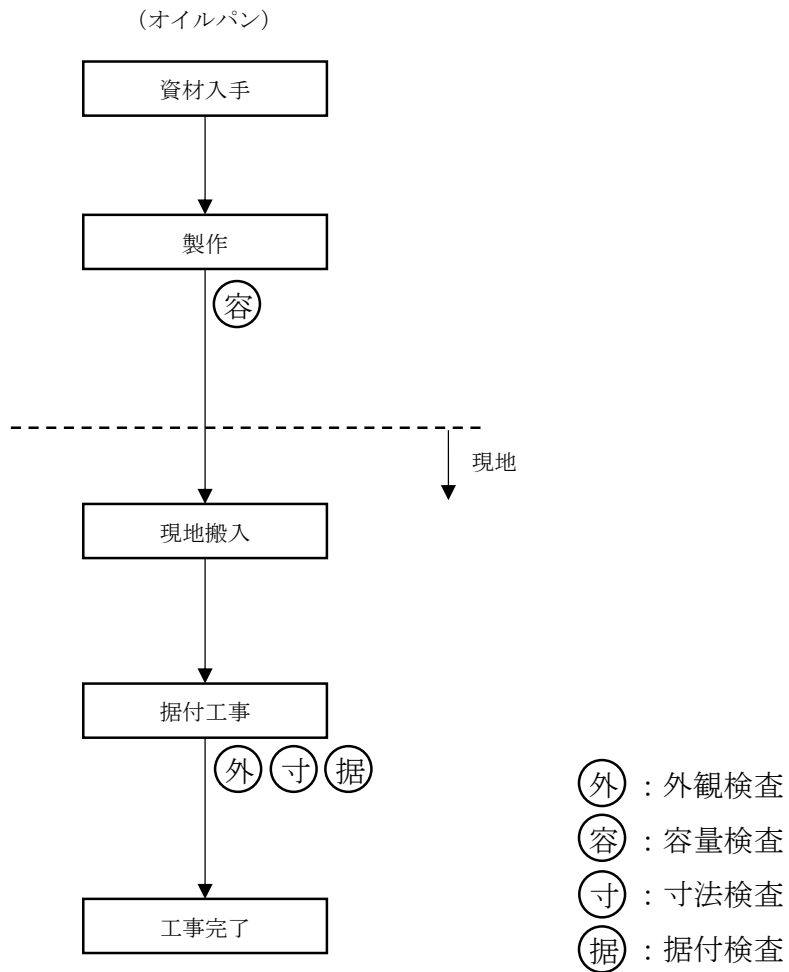 （オイルパン）
資材入手
製作
容
現地
現地搬入
据付工事
外 寸 据
工事完了
外 ：外観検査
容 ：容量検査
寸 ：寸法検査
据 ：据付検査